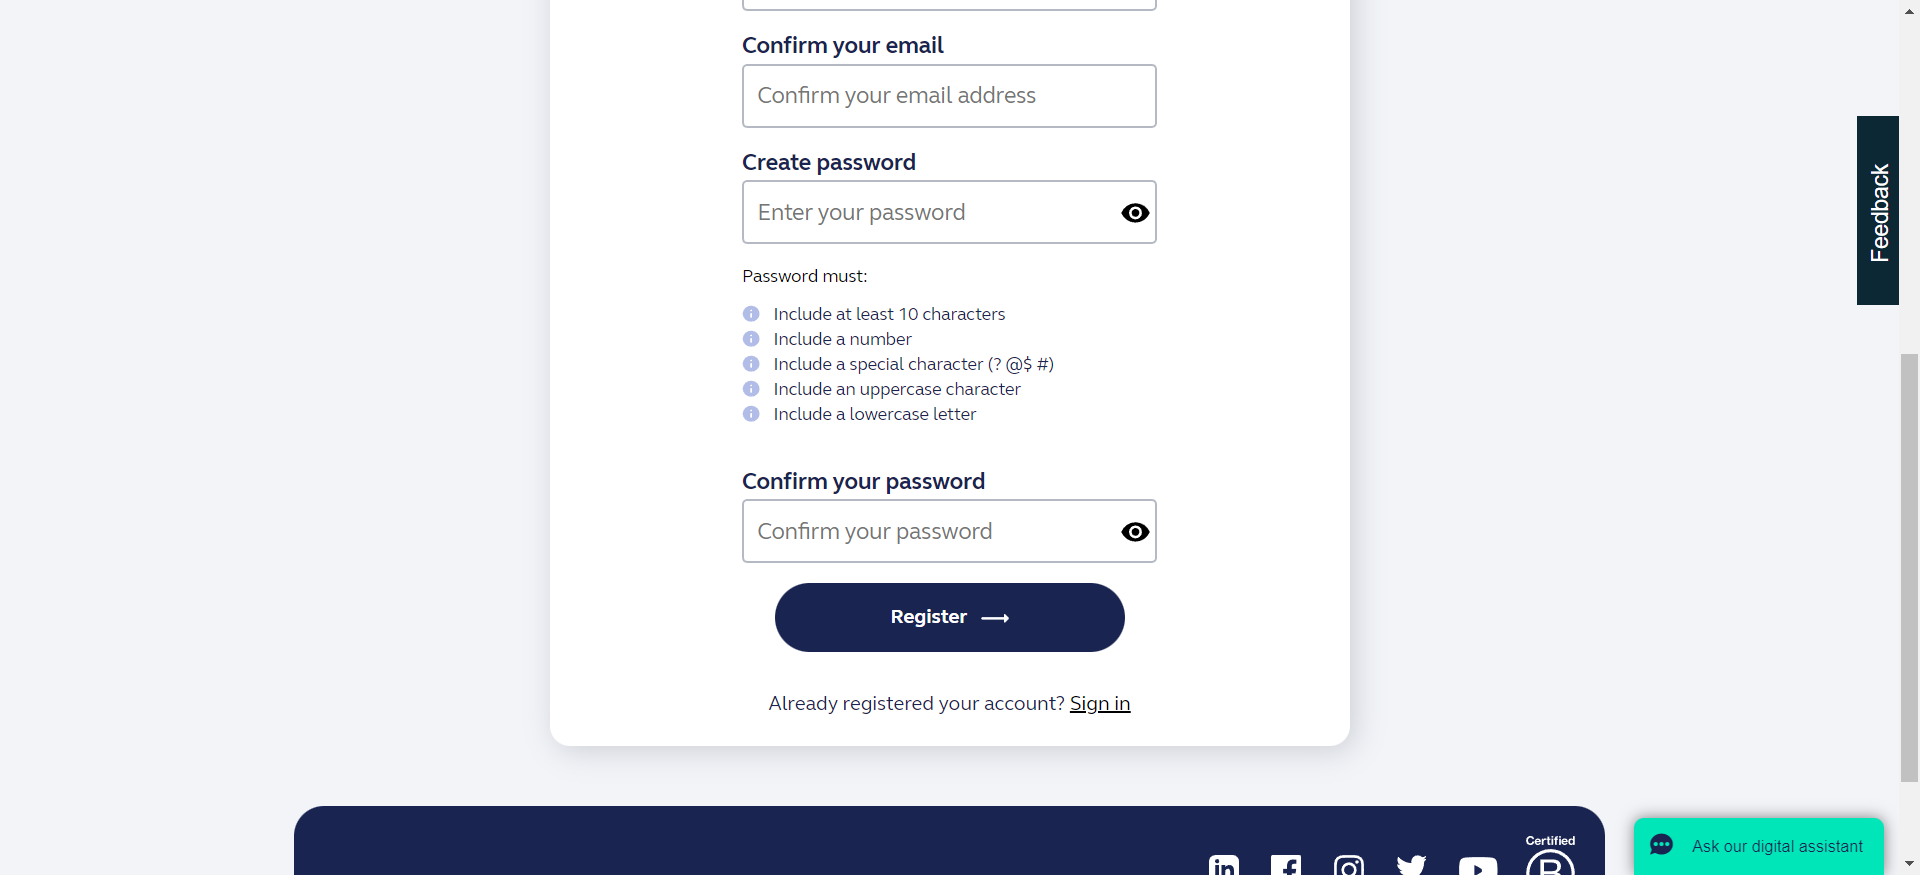 Confirm your email
Confirm your email address
Create password
Enter your password
Password must:
Include at least 10 characters
Include a number
Include a special character (? @$ #)
Include an uppercase character
Include a lowercase letter
Confirm your password
Confirm your password
Register
Already registered your account? Sign in
Feedback
Certified
B
Ask our digital assistant